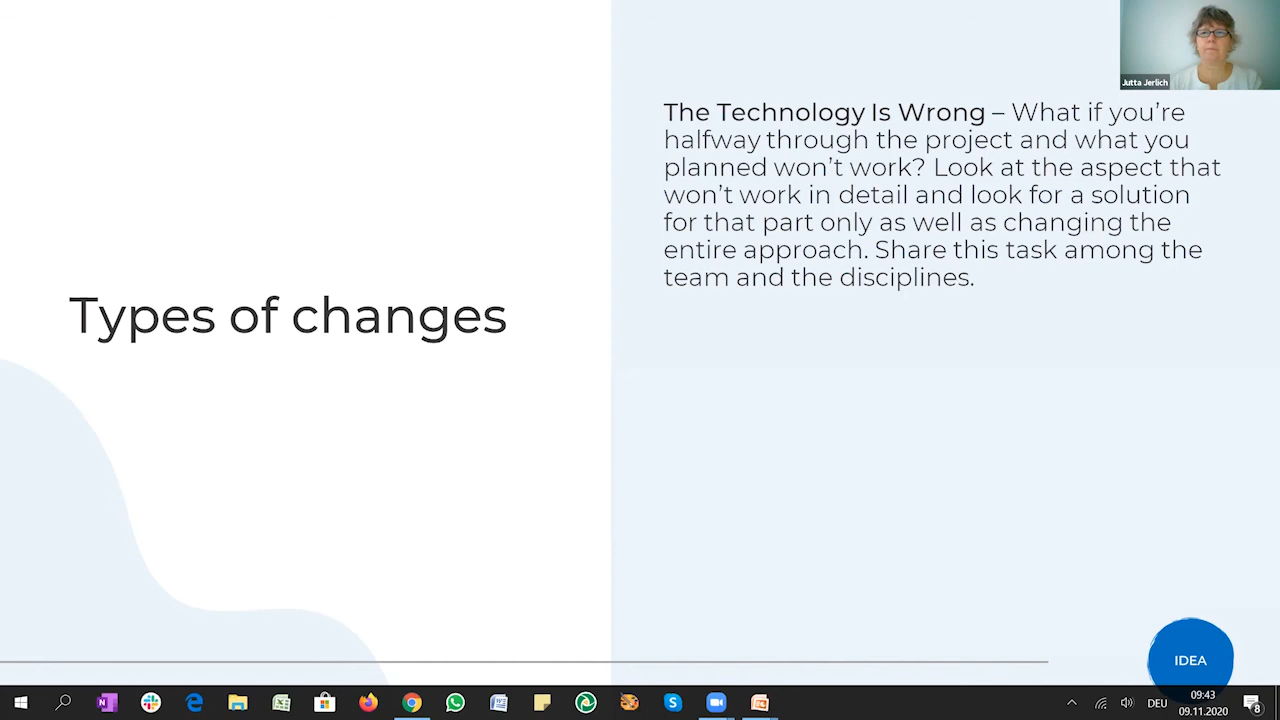 Jutta Jerlich
The Technology Is Wrong – What if you're
halfway through the project and what you
planned won't work? Look at the aspect that
won't work in detail and look for a solution
for that part only as well as changing the
entire approach. Share this task among the
team and the disciplines.
Types of changes
IDEA
09:43
DEU
09.11.2020
8